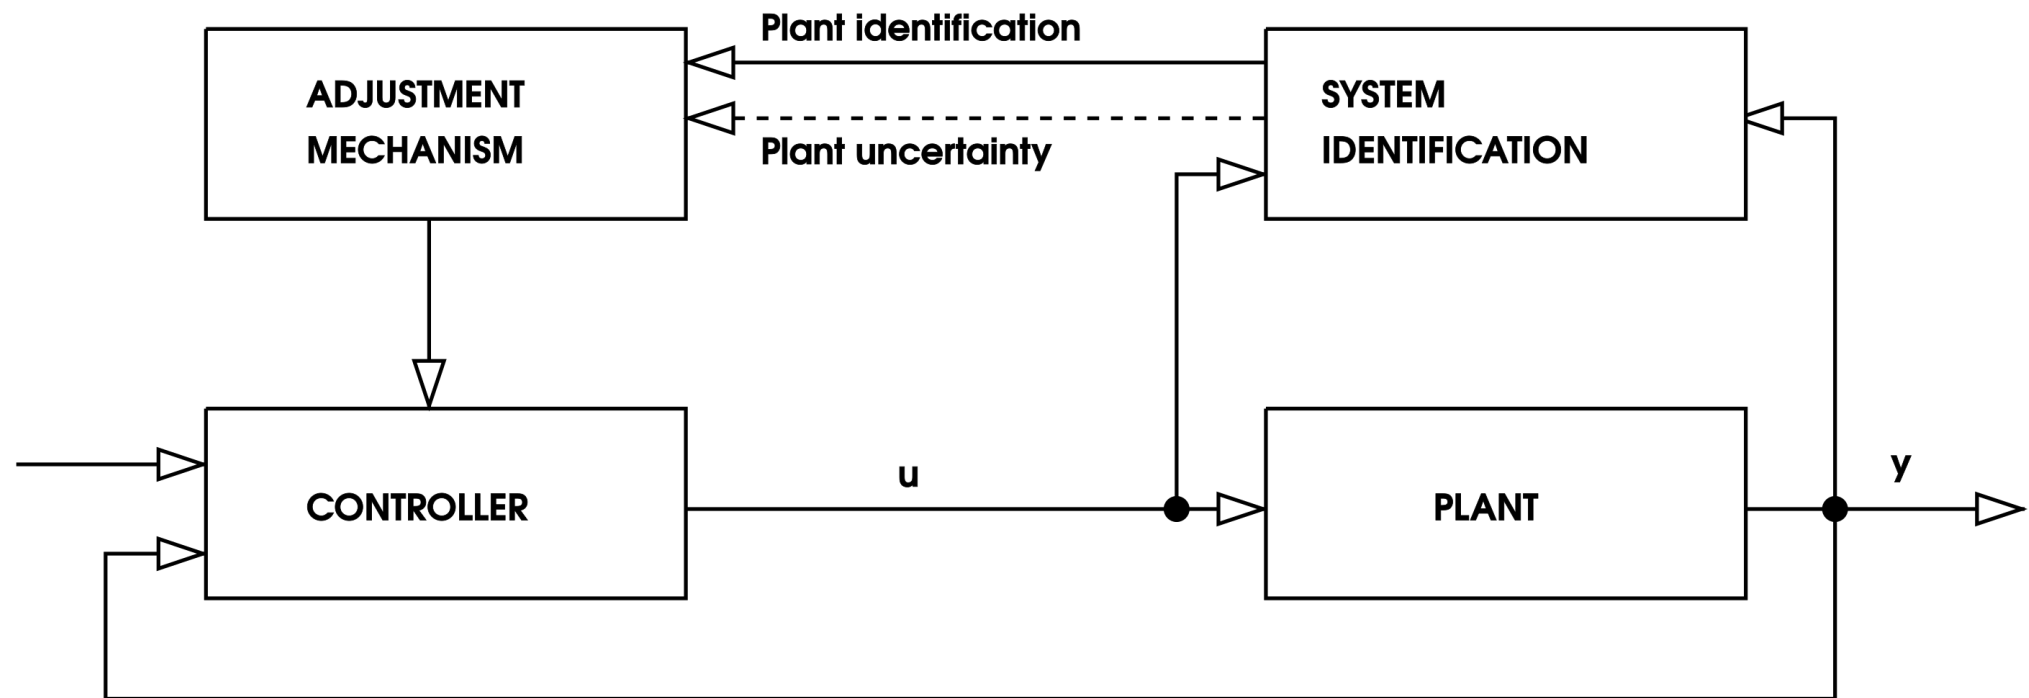 Plant identification
ADJUSTMENT
MECHANISM
Plant uncertainty
SYSTEM
IDENTIFICATION
CONTROLLER
u
PLANT
y